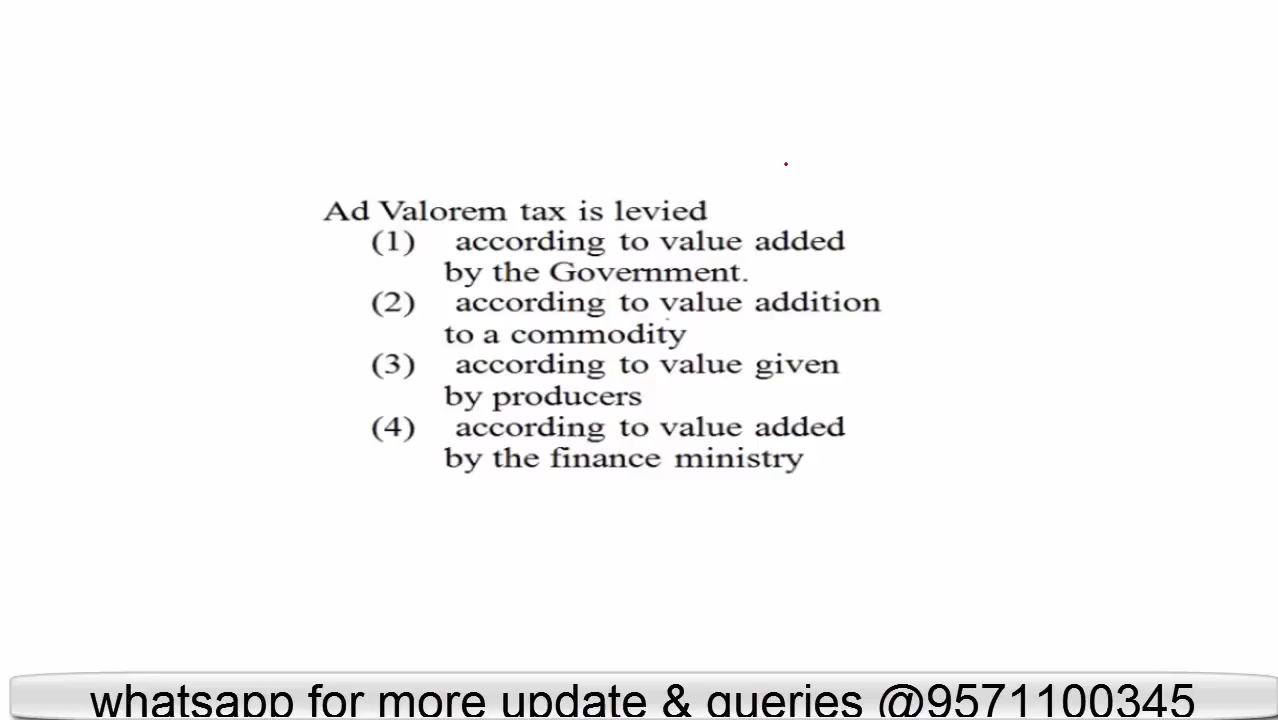 Ad Valorem tax is levied
(1) according to value added
by the Government.
(2) according to value addition
to a commodity
(3) according to value given
by producers
(4) according to value added
by the finance ministry
whatsapp for more update & queries @9571100345